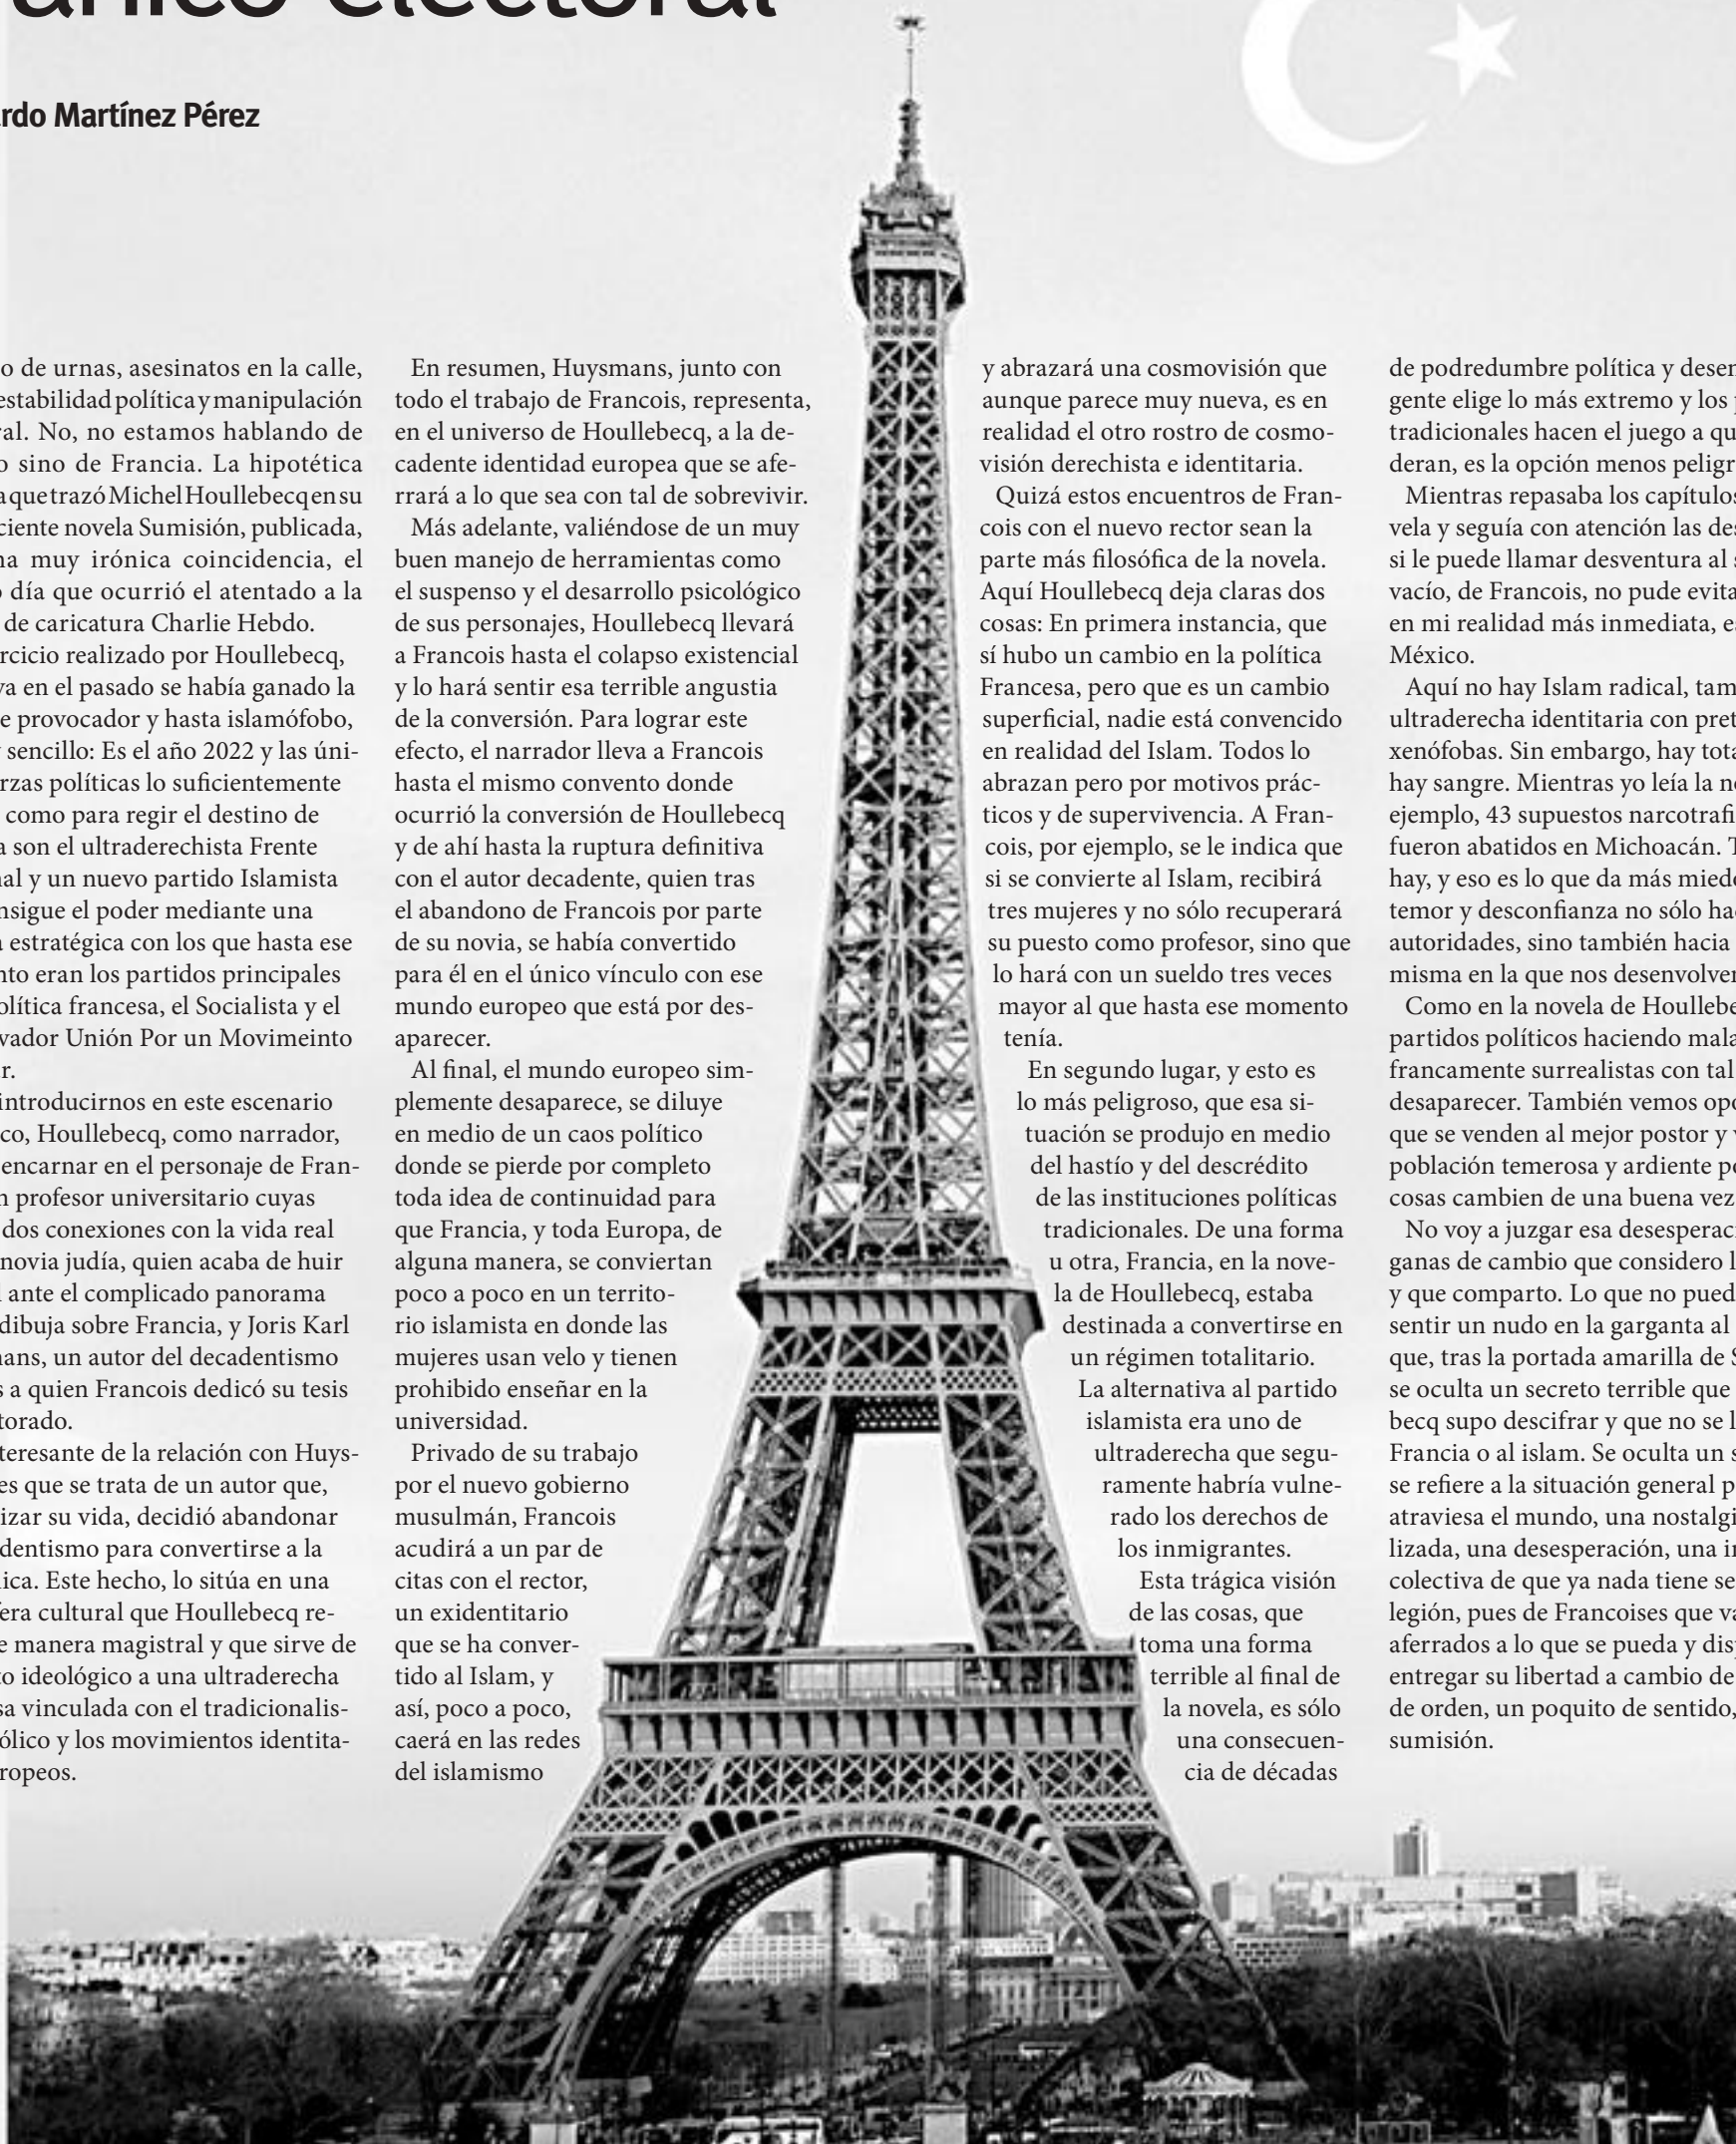 ánico electoral
rdo Martínez Pérez
o de urnas, asesinatos en la calle,
estabilidad política y manipulación
ral. No, no estamos hablando de
o sino de Francia. La hipotética
a que trazó Michel Houllebecq en su
ciente novela Sumisión, publicada,
na muy irónica coincidencia, el
o día que ocurrió el atentado a la
de caricatura Charlie Hebdo.
rcicio realizado por Houllebecq,
ya en el pasado se había ganado la
e provocador y hasta islamófobo,
y sencillo: Es el año 2022 y las úni-
erzas políticas lo suficientemente
como para regir el destino de
a son el ultraderechista Frente
nal y un nuevo partido Islamista
nsigue el poder mediante una
a estratégica con los que hasta ese
nto eran los partidos principales
olítica francesa, el Socialista y el
vador Unión Por un Movimeinto
r.
introducirnos en este escenario
co, Houllebecq, como narrador,
encarnar en el personaje de Fran-
n profesor universitario cuyas
dos conexiones con la vida real
novia judía, quien acaba de huir
l ante el complicado panorama
dibuja sobre Francia, y Joris Karl
nans, un autor del decadentismo
s a quien Francois dedicó su tesis
torado.
teresante de la relación con Huys-
es que se trata de un autor que,
izar su vida, decidió abandonar
dentismo para convertirse a la
lica. Este hecho, lo sitúa en una
fera cultural que Houllebecq re-
e manera magistral y que sirve de
to ideológico a una ultraderecha
sa vinculada con el tradicionalis-
ólico y los movimientos identita-
ropeos.
En resumen, Huysmans, junto con
todo el trabajo de Francois, representa,
en el universo de Houllebecq, a la de-
cadente identidad europea que se afe-
rrará a lo que sea con tal de sobrevivir.
Más adelante, valiéndose de un muy
buen manejo de herramientas como
el suspenso y el desarrollo psicológico
de sus personajes, Houllebecq llevará
a Francois hasta el colapso existencial
y lo hará sentir esa terrible angustia
de la conversión. Para lograr este
efecto, el narrador lleva a Francois
hasta el mismo convento donde
ocurrió la conversión de Houllebecq
y de ahí hasta la ruptura definitiva
con el autor decadente, quien tras
el abandono de Francois por parte
de su novia, se había convertido
para él en el único vínculo con ese
mundo europeo que está por des-
aparecer.
Al final, el mundo europeo sim-
plemente desaparece, se diluye
en medio de un caos político
donde se pierde por completo
toda idea de continuidad para
que Francia, y toda Europa, de
alguna manera, se conviertan
poco a poco en un territo-
rio islamista en donde las
mujeres usan velo y tienen
prohibido enseñar en la
universidad.
Privado de su trabajo
por el nuevo gobierno
musulmán, Francois
acudirá a un par de
citas con el rector,
un exidentitario
que se ha conver-
tido al Islam, y
así, poco a poco,
caerá en las redes
del islamismo
y abrazará una cosmovisión que
aunque parece muy nueva, es en
realidad el otro rostro de cosmo-
visión derechista e identitaria.
Quizá estos encuentros de Fran-
cois con el nuevo rector sean la
parte más filosófica de la novela.
Aquí Houllebecq deja claras dos
cosas: En primera instancia, que
sí hubo un cambio en la política
Francesa, pero que es un cambio
superficial, nadie está convencido
en realidad del Islam. Todos lo
abrazan pero por motivos prác-
ticos y de supervivencia. A Fran-
cois, por ejemplo, se le indica que
si se convierte al Islam, recibirá
tres mujeres y no sólo recuperará
su puesto como profesor, sino que
lo hará con un sueldo tres veces
mayor al que hasta ese momento
tenía.
En segundo lugar, y esto es
lo más peligroso, que esa si-
tuación se produjo en medio
del hastío y del descrédito
de las instituciones políticas
tradicionales. De una forma
u otra, Francia, en la nove-
la de Houllebecq, estaba
destinada a convertirse en
un régimen totalitario.
La alternativa al partido
islamista era uno de
ultraderecha que segu-
ramente habría vulne-
rado los derechos de
los inmigrantes.
Esta trágica visión
de las cosas, que
toma una forma
terrible al final de
la novela, es sólo
una consecuen-
cia de décadas
de podredumbre política y desen
gente elige lo más extremo y los
tradicionales hacen el juego a qu
deran, es la opción menos peligr
Mientras repasaba los capítulos
vela y seguía con atención las des
si le puede llamar desventura al
vacío, de Francois, no pude evita
en mi realidad más inmediata, e
México.
Aquí no hay Islam radical, tam
ultraderecha identitaria con pret
xenófobas. Sin embargo, hay tota
hay sangre. Mientras yo leía la n
ejemplo, 43 supuestos narcotrafi
fueron abatidos en Michoacán. T
hay, y eso es lo que da más mied
temor y desconfianza no sólo ha
autoridades, sino también hacia
misma en la que nos desenvolver
Como en la novela de Houllebe
partidos políticos haciendo mala
francamente surrealistas con tal
desaparecer. También vemos opo
que se venden al mejor postor y
población temerosa y ardiente p
cosas cambien de una buena vez
No voy a juzgar esa desesperaci
ganas de cambio que considero l
y que comparto. Lo que no pued
sentir un nudo en la garganta al
que, tras la portada amarilla de S
se oculta un secreto terrible que
becq supo descifrar y que no se l
Francia o al islam. Se oculta un s
se refiere a la situación general p
atraviesa el mundo, una nostalgi
lizada, una desesperación, una i
colectiva de que ya nada tiene se
legión, pues de Francoises que va
aferrados a lo que se pueda y dis
entregar su libertad a cambio de
de orden, un poquito de sentido,
sumisión.